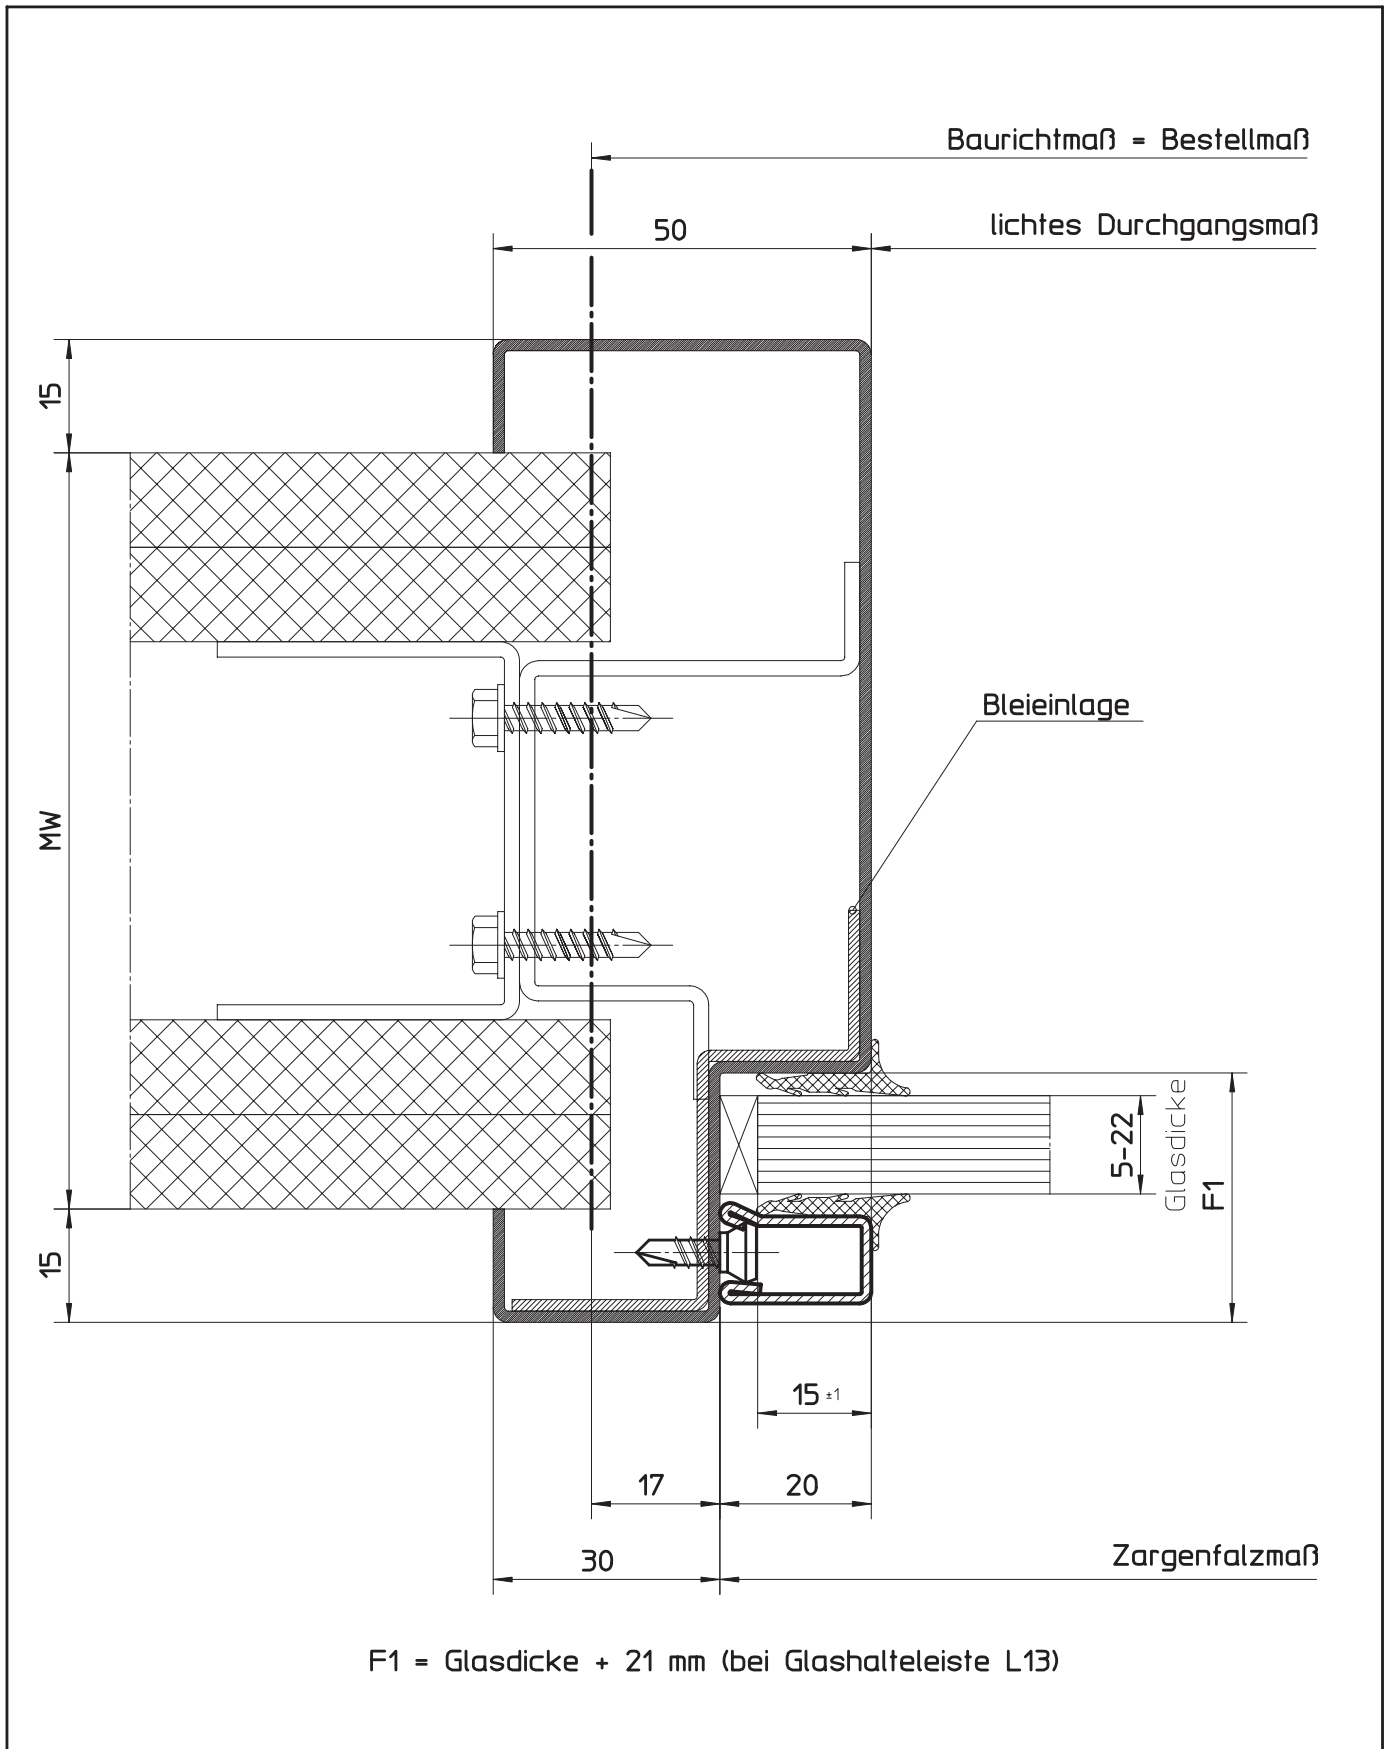 Baurichtmaß = Bestellmaß
lichtes Durchgangsmaß
50
15
Bleieinlage
MW
5-22
Glasdicke
F1
15
15 ±1
17
20
30
Zargenfalzmaß
F1 = Glasdicke + 21 mm (bei Glashalteleiste L13)